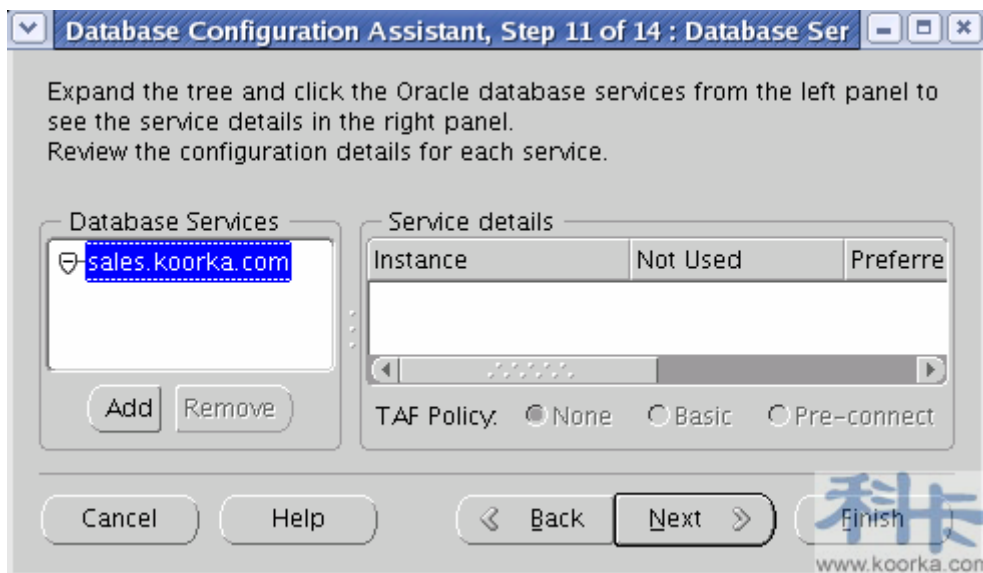 Database Configuration Assistant, Step 11 of 14 : Database Ser
Expand the tree and click the Oracle database services from the left panel to
see the service details in the right panel.
Review the configuration details for each service.
Database Services
sales.koorka.com
Add Remove
Service details
Instance Not Used Preferre
TAF Policy: None Basic Pre-connect
Cancel Help Back Next Finish
科卡
www.koorka.com